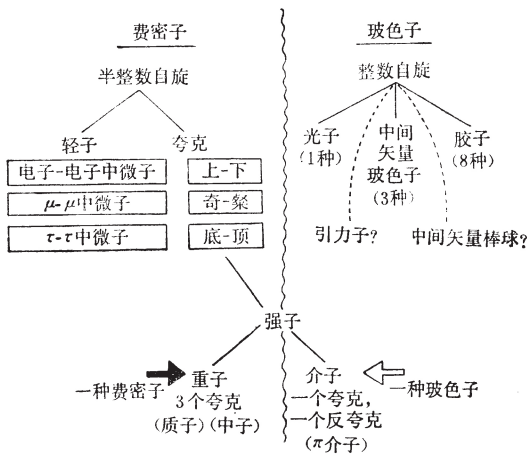 费密子
玻色子
半整数自旋
整数自旋
轻子
夸克
电子-电子中微子
上-下
μ-μ中微子
奇-粲
τ-τ中微子
底-顶
光子
(1种)
中间
矢量
玻色子
(3种)
胶子
(8种)
引力子?
中间矢量棒球?
强子
一种费密子
重子
3个夸克
(质子)(中子)
介子
一个夸克,
一个反夸克
(π介子)
一种玻色子